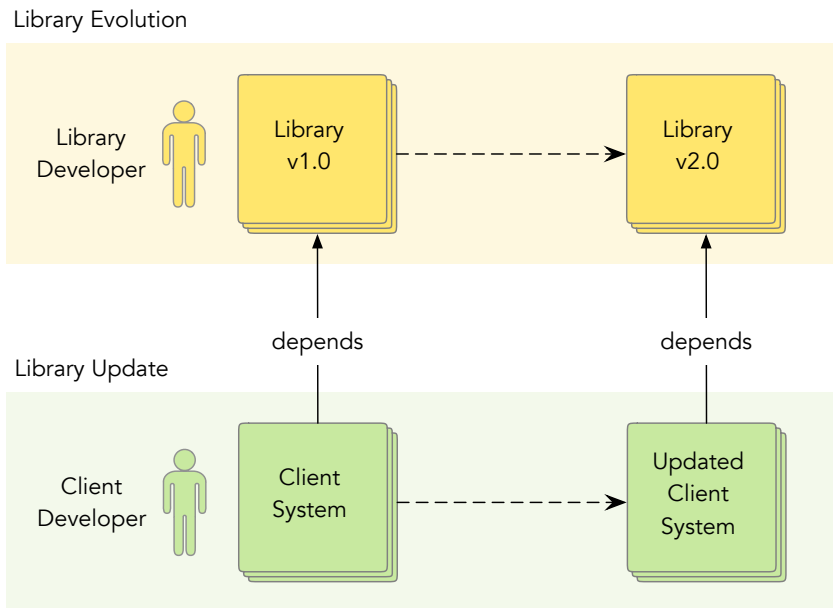 Library Evolution
Library
Developer
Library
v1.0
Library
v2.0
depends
depends
Library Update
Client
Developer
Client
System
Updated
Client
System